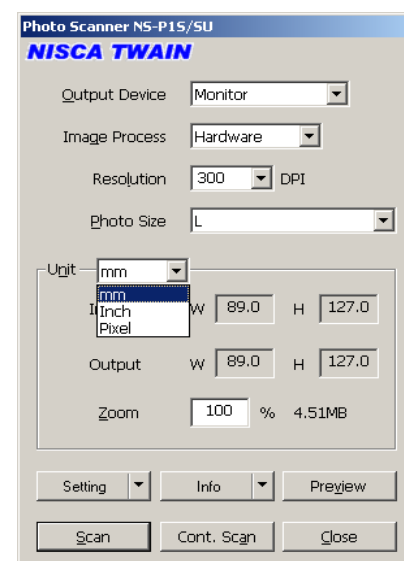 Photo Scanner NS-P1S/SU
NISCA TWAIN
Output Device Monitor
Image Process Hardware
Resolution 300 DPI
Photo Size L
Unit mm
mm
Inch W 89.0 H 127.0
Pixel
Output W 89.0 H 127.0
Zoom 100 % 4.51MB
Setting Info Preview
Scan Cont. Scan Close